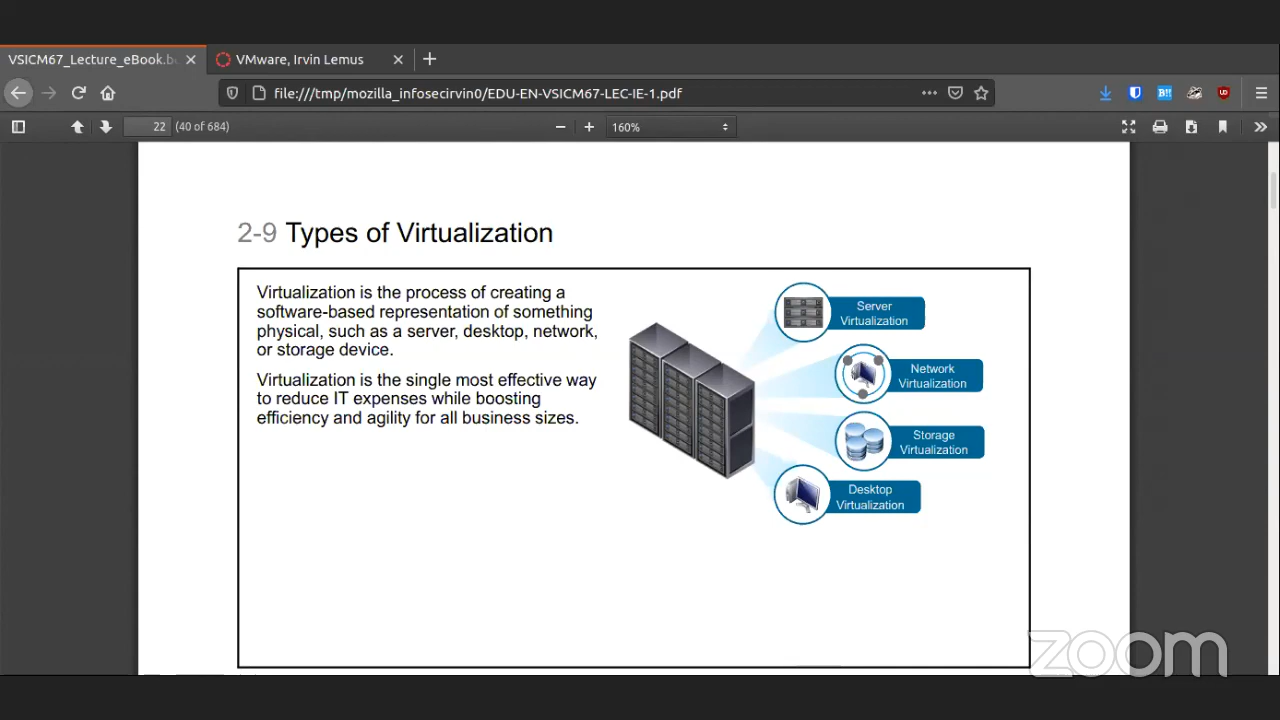 VSICM67_Lecture_eBook.bu
VMware, Irvin Lemus
file:///tmp/mozilla_infosecirvin0/EDU-EN-VSICM67-LEC-IE-1.pdf
22 (40 of 684)
160%
2-9 Types of Virtualization
Virtualization is the process of creating a
software-based representation of something
physical, such as a server, desktop, network,
or storage device.
Virtualization is the single most effective way
to reduce IT expenses while boosting
efficiency and agility for all business sizes.
Server
Virtualization
Network
Virtualization
Storage
Virtualization
Desktop
Virtualization
zoom